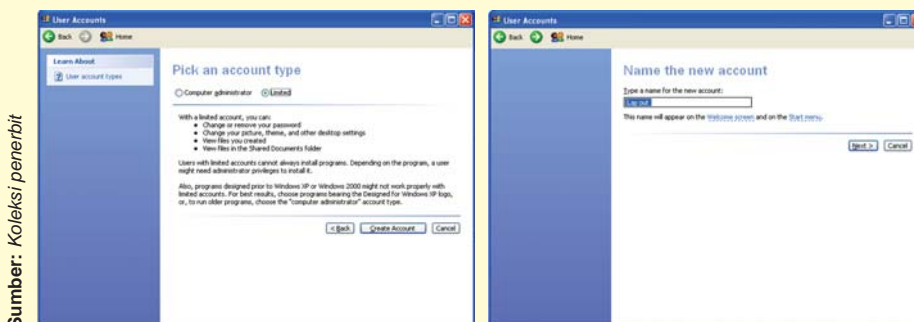 User Accounts
Back Home
Learn About
User account types
Pick an account type
Computer administrator Limited
With a limited account, you can:
• Change or remove your password
• Change your picture, theme, and other desktop settings
• View files you created
• View files in the Shared Documents folder
Users with limited accounts cannot always install programs. Depending on the program, a user
might need administrator privileges to install it.
Also, programs designed prior to Windows XP or Windows 2000 might not work properly with
limited accounts. For best results, choose programs bearing the Designed for Windows XP logo,
or, to run older programs, choose the "computer administrator" account type.
< Back Create Account Cancel
User Accounts
Back Home
Name the new account
Type a name for the new account:
Lay out
This name will appear on the Welcome screen and on the Start menu.
Next > Cancel
Sumber: Koleksi penerbit